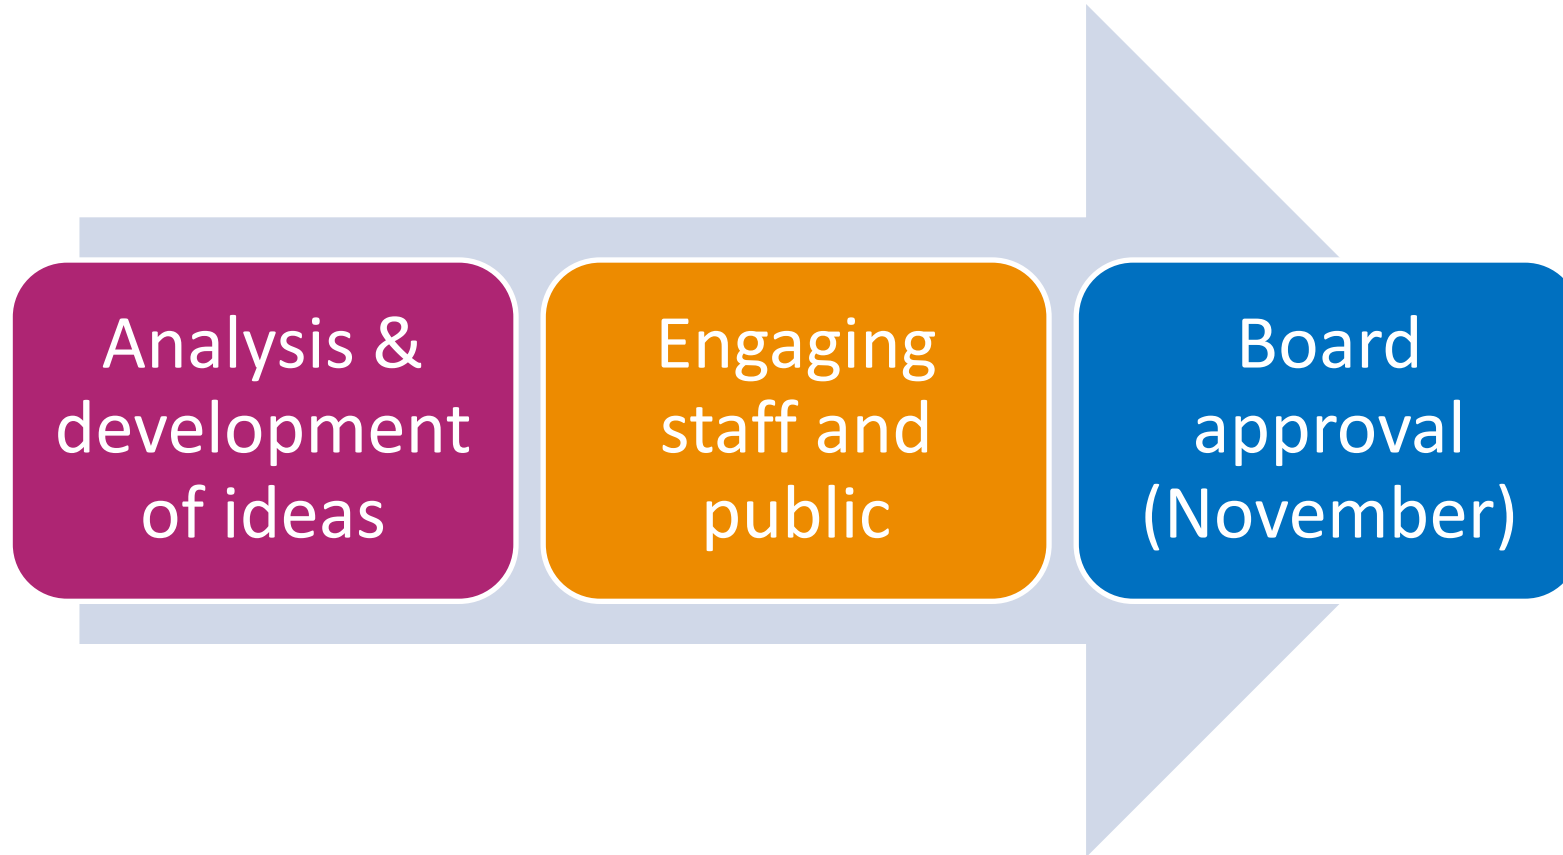 Analysis &
development
of ideas
Engaging
staff and
public
Board
approval
(November)